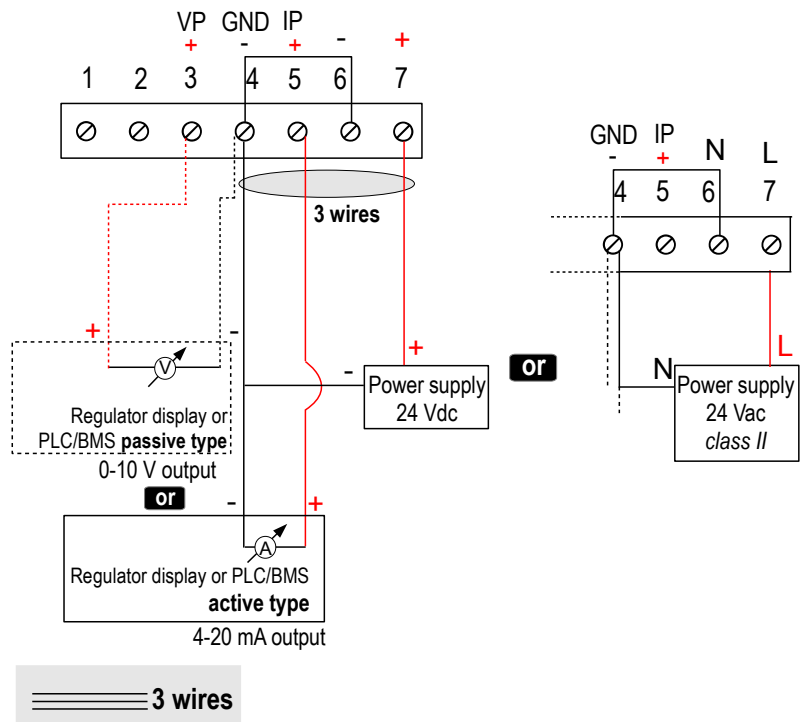 VP GND IP
+ - + - +
1 2 3 4 5 6 7
3 wires
+
-
V
Regulator display or
PLC/BMS passive type
0-10 V output
or
- +
A
Regulator display or PLC/BMS
active type
4-20 mA output
- +
Power supply
24 Vdc
or
GND IP N L
- +
4 5 6 7
N L
Power supply
24 Vac
class II
3 wires